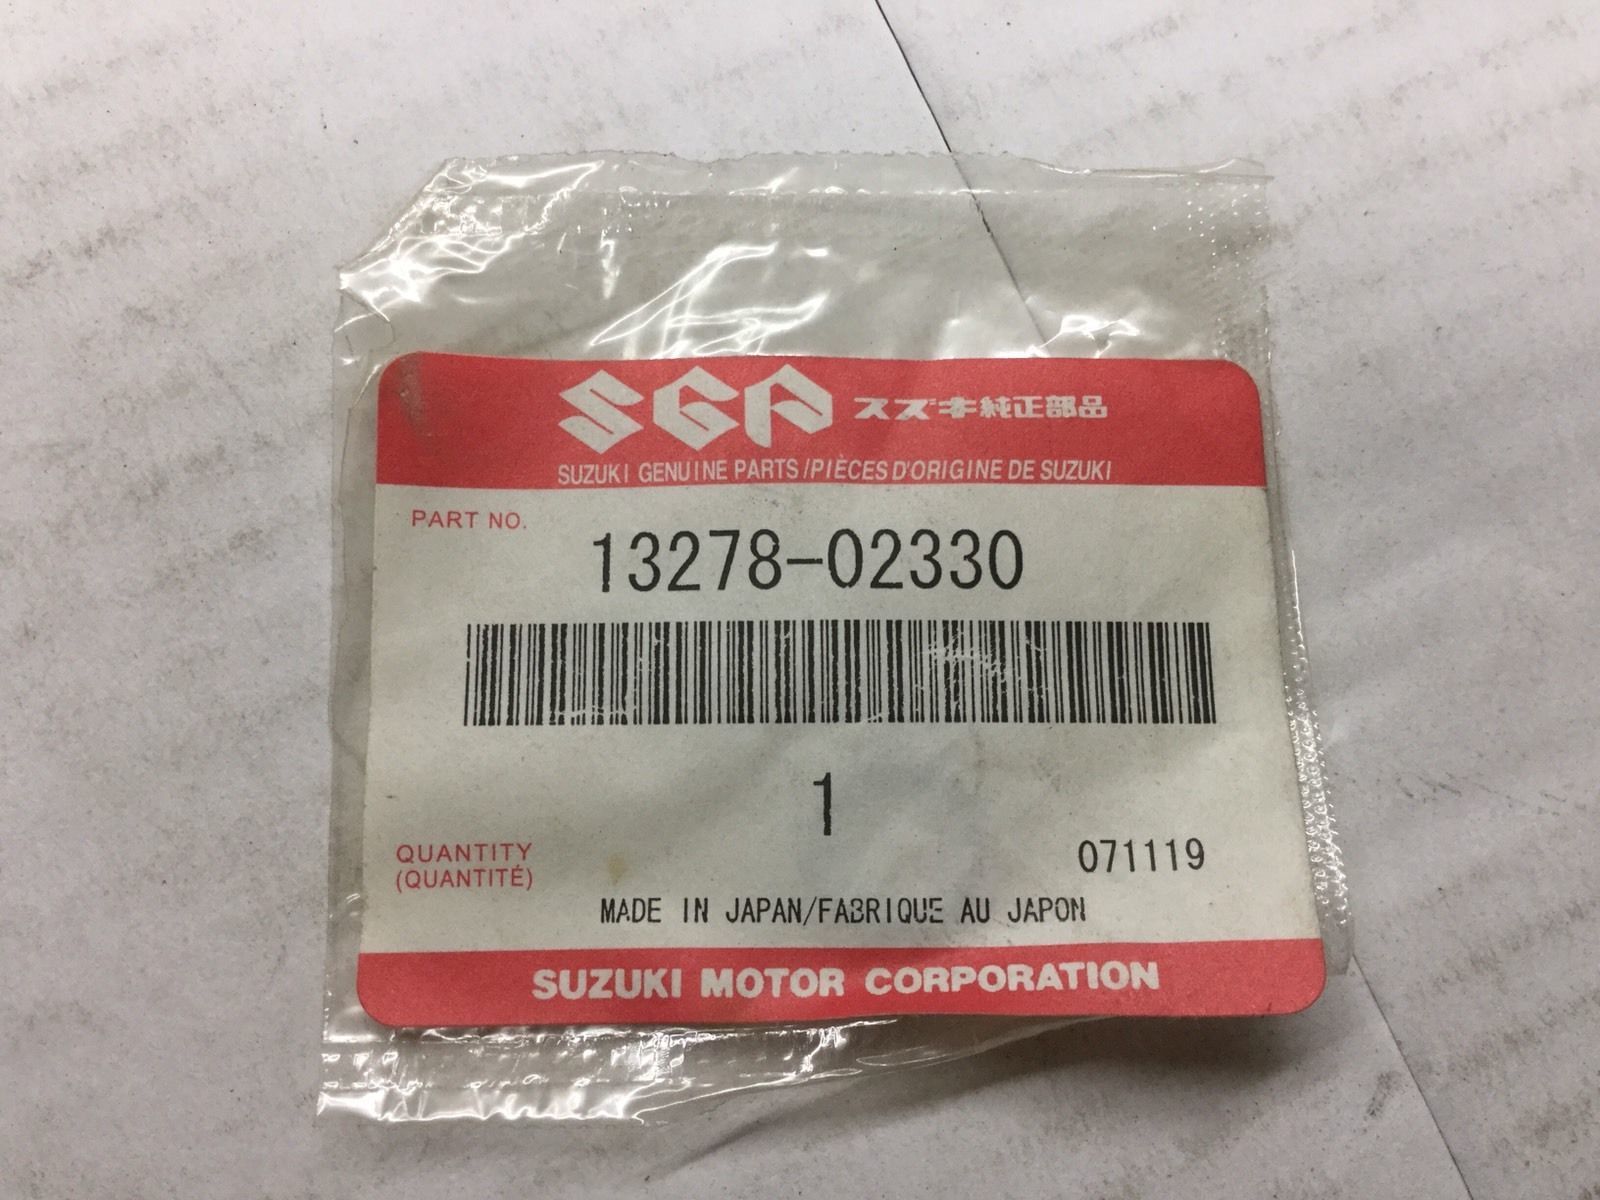 SGP スズキ純正部品
SUZUKI GENUINE PARTS/PIÈCES D'ORIGINE DE SUZUKI
PART NO. 13278-02330
1
QUANTITY
(QUANTITÉ)
071119
MADE IN JAPAN/FABRIQUE AU JAPON
SUZUKI MOTOR CORPORATION